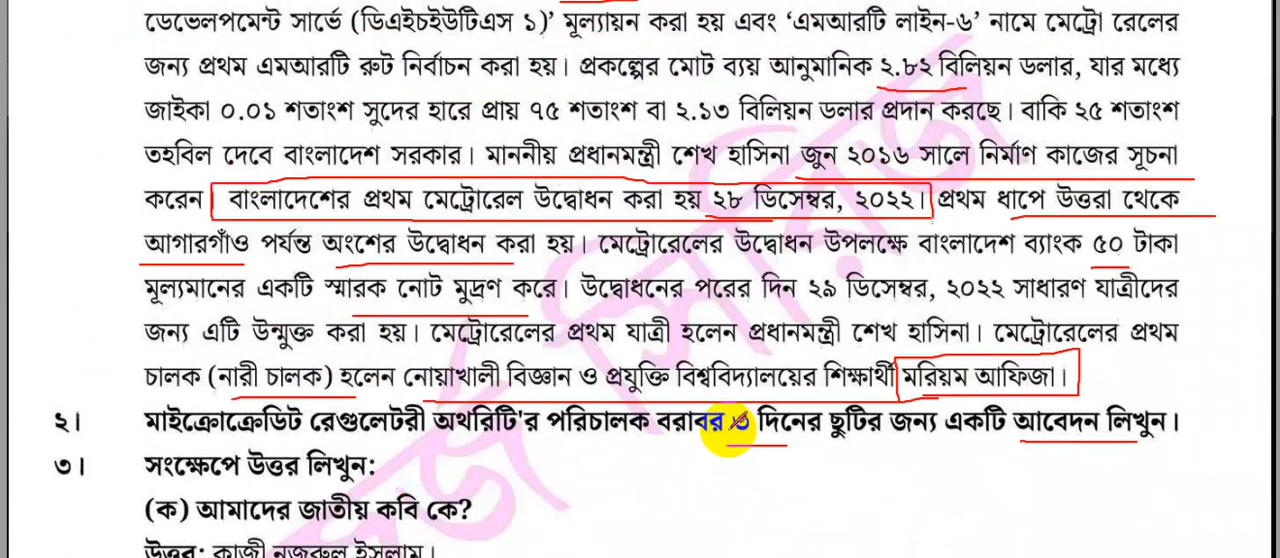 ডেভেলপমেন্ট সার্ভে (ডিএইচইউটিএস ১)’ মূল্যায়ন করা হয় এবং ‘এমআরটি লাইন-৬’ নামে মেট্রো রেলের
জন্য প্রথম এমআরটি রুট নির্বাচন করা হয়। প্রকল্পের মোট ব্যয় আনুমানিক ২.৮২ বিলিয়ন ডলার, যার মধ্যে
জাইকা ০.০১ শতাংশ সুদের হারে প্রায় ৭৫ শতাংশ বা ২.১৩ বিলিয়ন ডলার প্রদান করছে। বাকি ২৫ শতাংশ
তহবিল দেবে বাংলাদেশ সরকার। মাননীয় প্রধানমন্ত্রী শেখ হাসিনা জুন ২০১৬ সালে নির্মাণ কাজের সূচনা
করেন বাংলাদেশের প্রথম মেট্রোরেল উদ্বোধন করা হয় ২৮ ডিসেম্বর, ২০২২। প্রথম ধাপে উত্তরা থেকে
আগারগাঁও পর্যন্ত অংশের উদ্বোধন করা হয়। মেট্রোরেলের উদ্বোধন উপলক্ষে বাংলাদেশ ব্যাংক ৫০ টাকা
মূল্যমানের একটি স্মারক নোট মুদ্রণ করে। উদ্বোধনের পরের দিন ২৯ ডিসেম্বর, ২০২২ সাধারণ যাত্রীদের
জন্য এটি উন্মুক্ত করা হয়। মেট্রোরেলের প্রথম যাত্রী হলেন প্রধানমন্ত্রী শেখ হাসিনা। মেট্রোরেলের প্রথম
চালক (নারী চালক) হলেন নোয়াখালী বিজ্ঞান ও প্রযুক্তি বিশ্ববিদ্যালয়ের শিক্ষার্থী মরিয়ম আফিজা।
২। মাইক্রোক্রেডিট রেগুলেটরী অথরিটি'র পরিচালক বরাবর ৩ দিনের ছুটির জন্য একটি আবেদন লিখুন।
৩। সংক্ষেপে উত্তর লিখুন:
(ক) আমাদের জাতীয় কবি কে?
উত্তর: কাজী নজরুল ইসলাম।